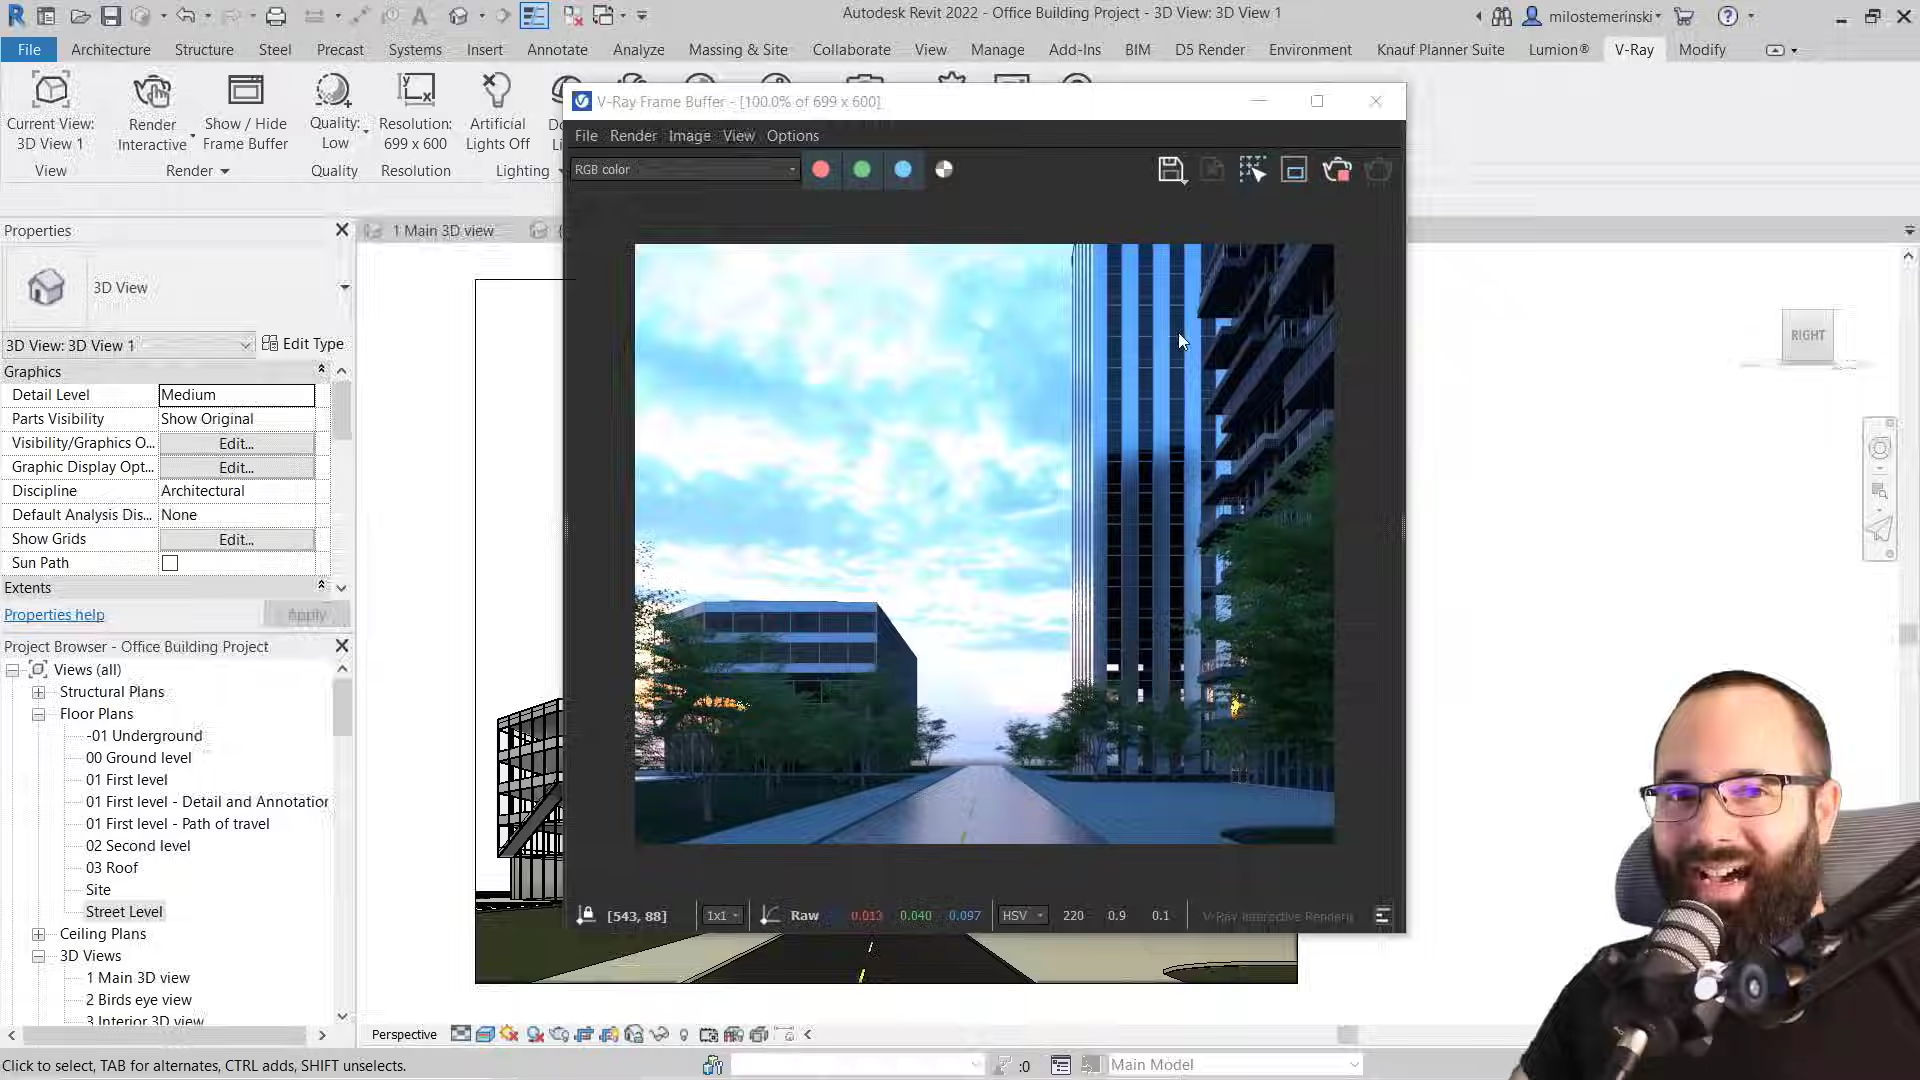 Autodesk Revit 2022 - Office Building Project - 3D View: 3D View 1
milostemerinski
File Architecture Structure Steel Precast Systems Insert Annotate Analyze Massing & Site Collaborate View Manage Add-Ins BIM D5 Render Environment Knauf Planner Suite Lumion® V-Ray Modify
Current View:
3D View 1
View
Render
Interactive
Show / Hide
Frame Buffer
Render
Quality:
Low
Quality
Resolution:
699 x 600
Resolution
Artificial
Lights Off
Lighting
V-Ray Frame Buffer - [100.0% of 699 x 600]
File Render Image View Options
RGB color
Properties
1 Main 3D view
3D View
3D View: 3D View 1
Edit Type
Graphics
Detail Level Medium
Parts Visibility Show Original
Visibility/Graphics O... Edit...
Graphic Display Opt... Edit...
Discipline Architectural
Default Analysis Dis... None
Show Grids Edit...
Sun Path
Extents
Properties help
Apply
Project Browser - Office Building Project
Views (all)
Structural Plans
Floor Plans
-01 Underground
00 Ground level
01 First level
01 First level - Detail and Annotation
01 First level - Path of travel
02 Second level
03 Roof
Site
Street Level
Ceiling Plans
3D Views
1 Main 3D view
2 Birds eye view
3 Interior 3D view
RIGHT
[543, 88] 1x1 Raw 0.013 0.040 0.097 HSV 220 0.9 0.1 V-Ray Interactive Rendering
Perspective
Click to select, TAB for alternates, CTRL adds, SHIFT unselects.
:0
Main Model